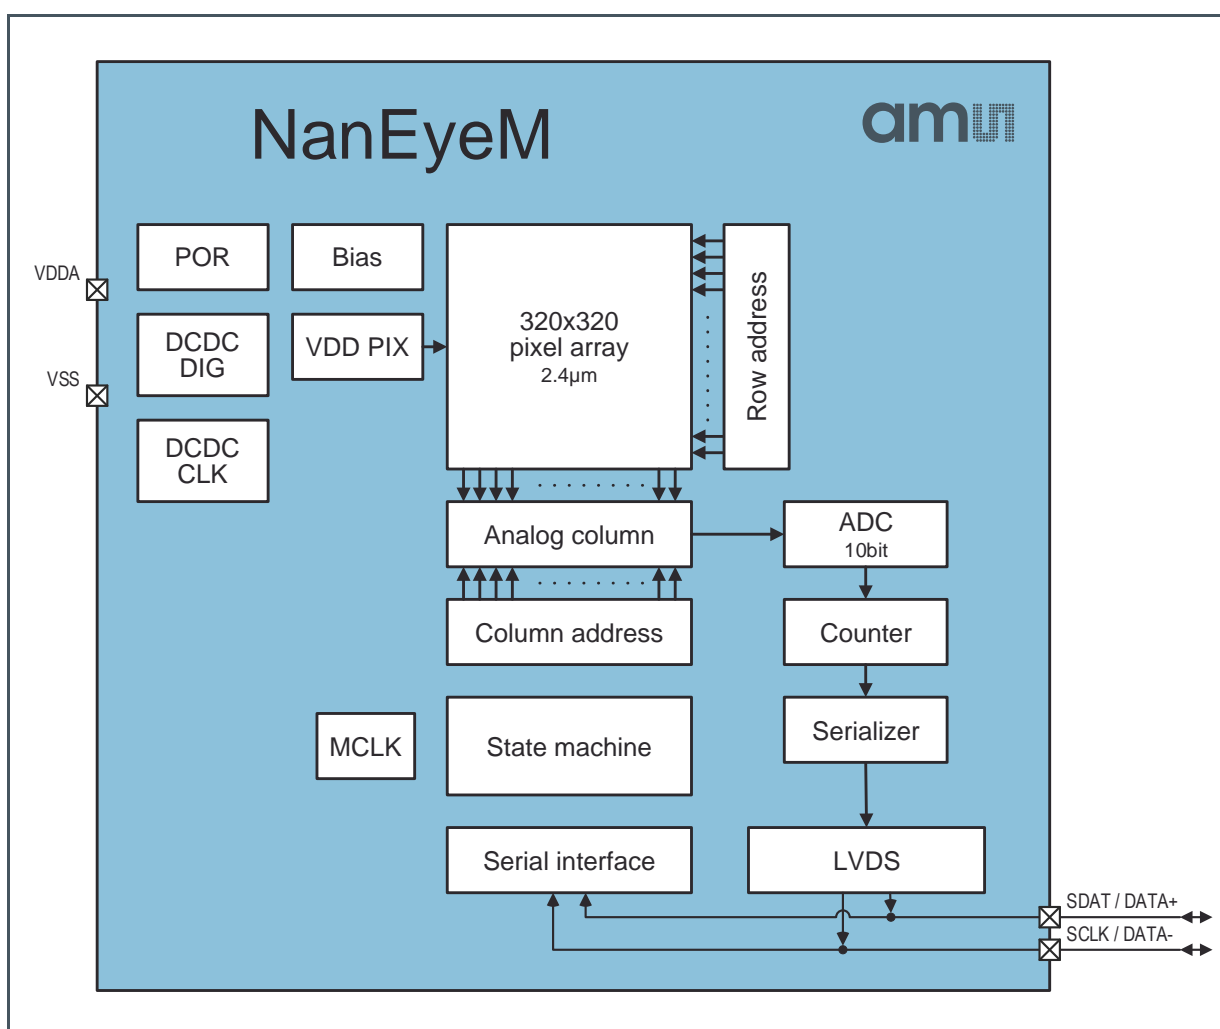 NanEyeM
am
POR
Bias
VDDA
320x320
pixel array
2.4µm
Row address
DCDC
DIG
VDD PIX
VSS
DCDC
CLK
Analog column
ADC
10bit
Column address
Counter
MCLK
State machine
Serializer
Serial interface
LVDS
SDAT / DATA+
SCLK / DATA-